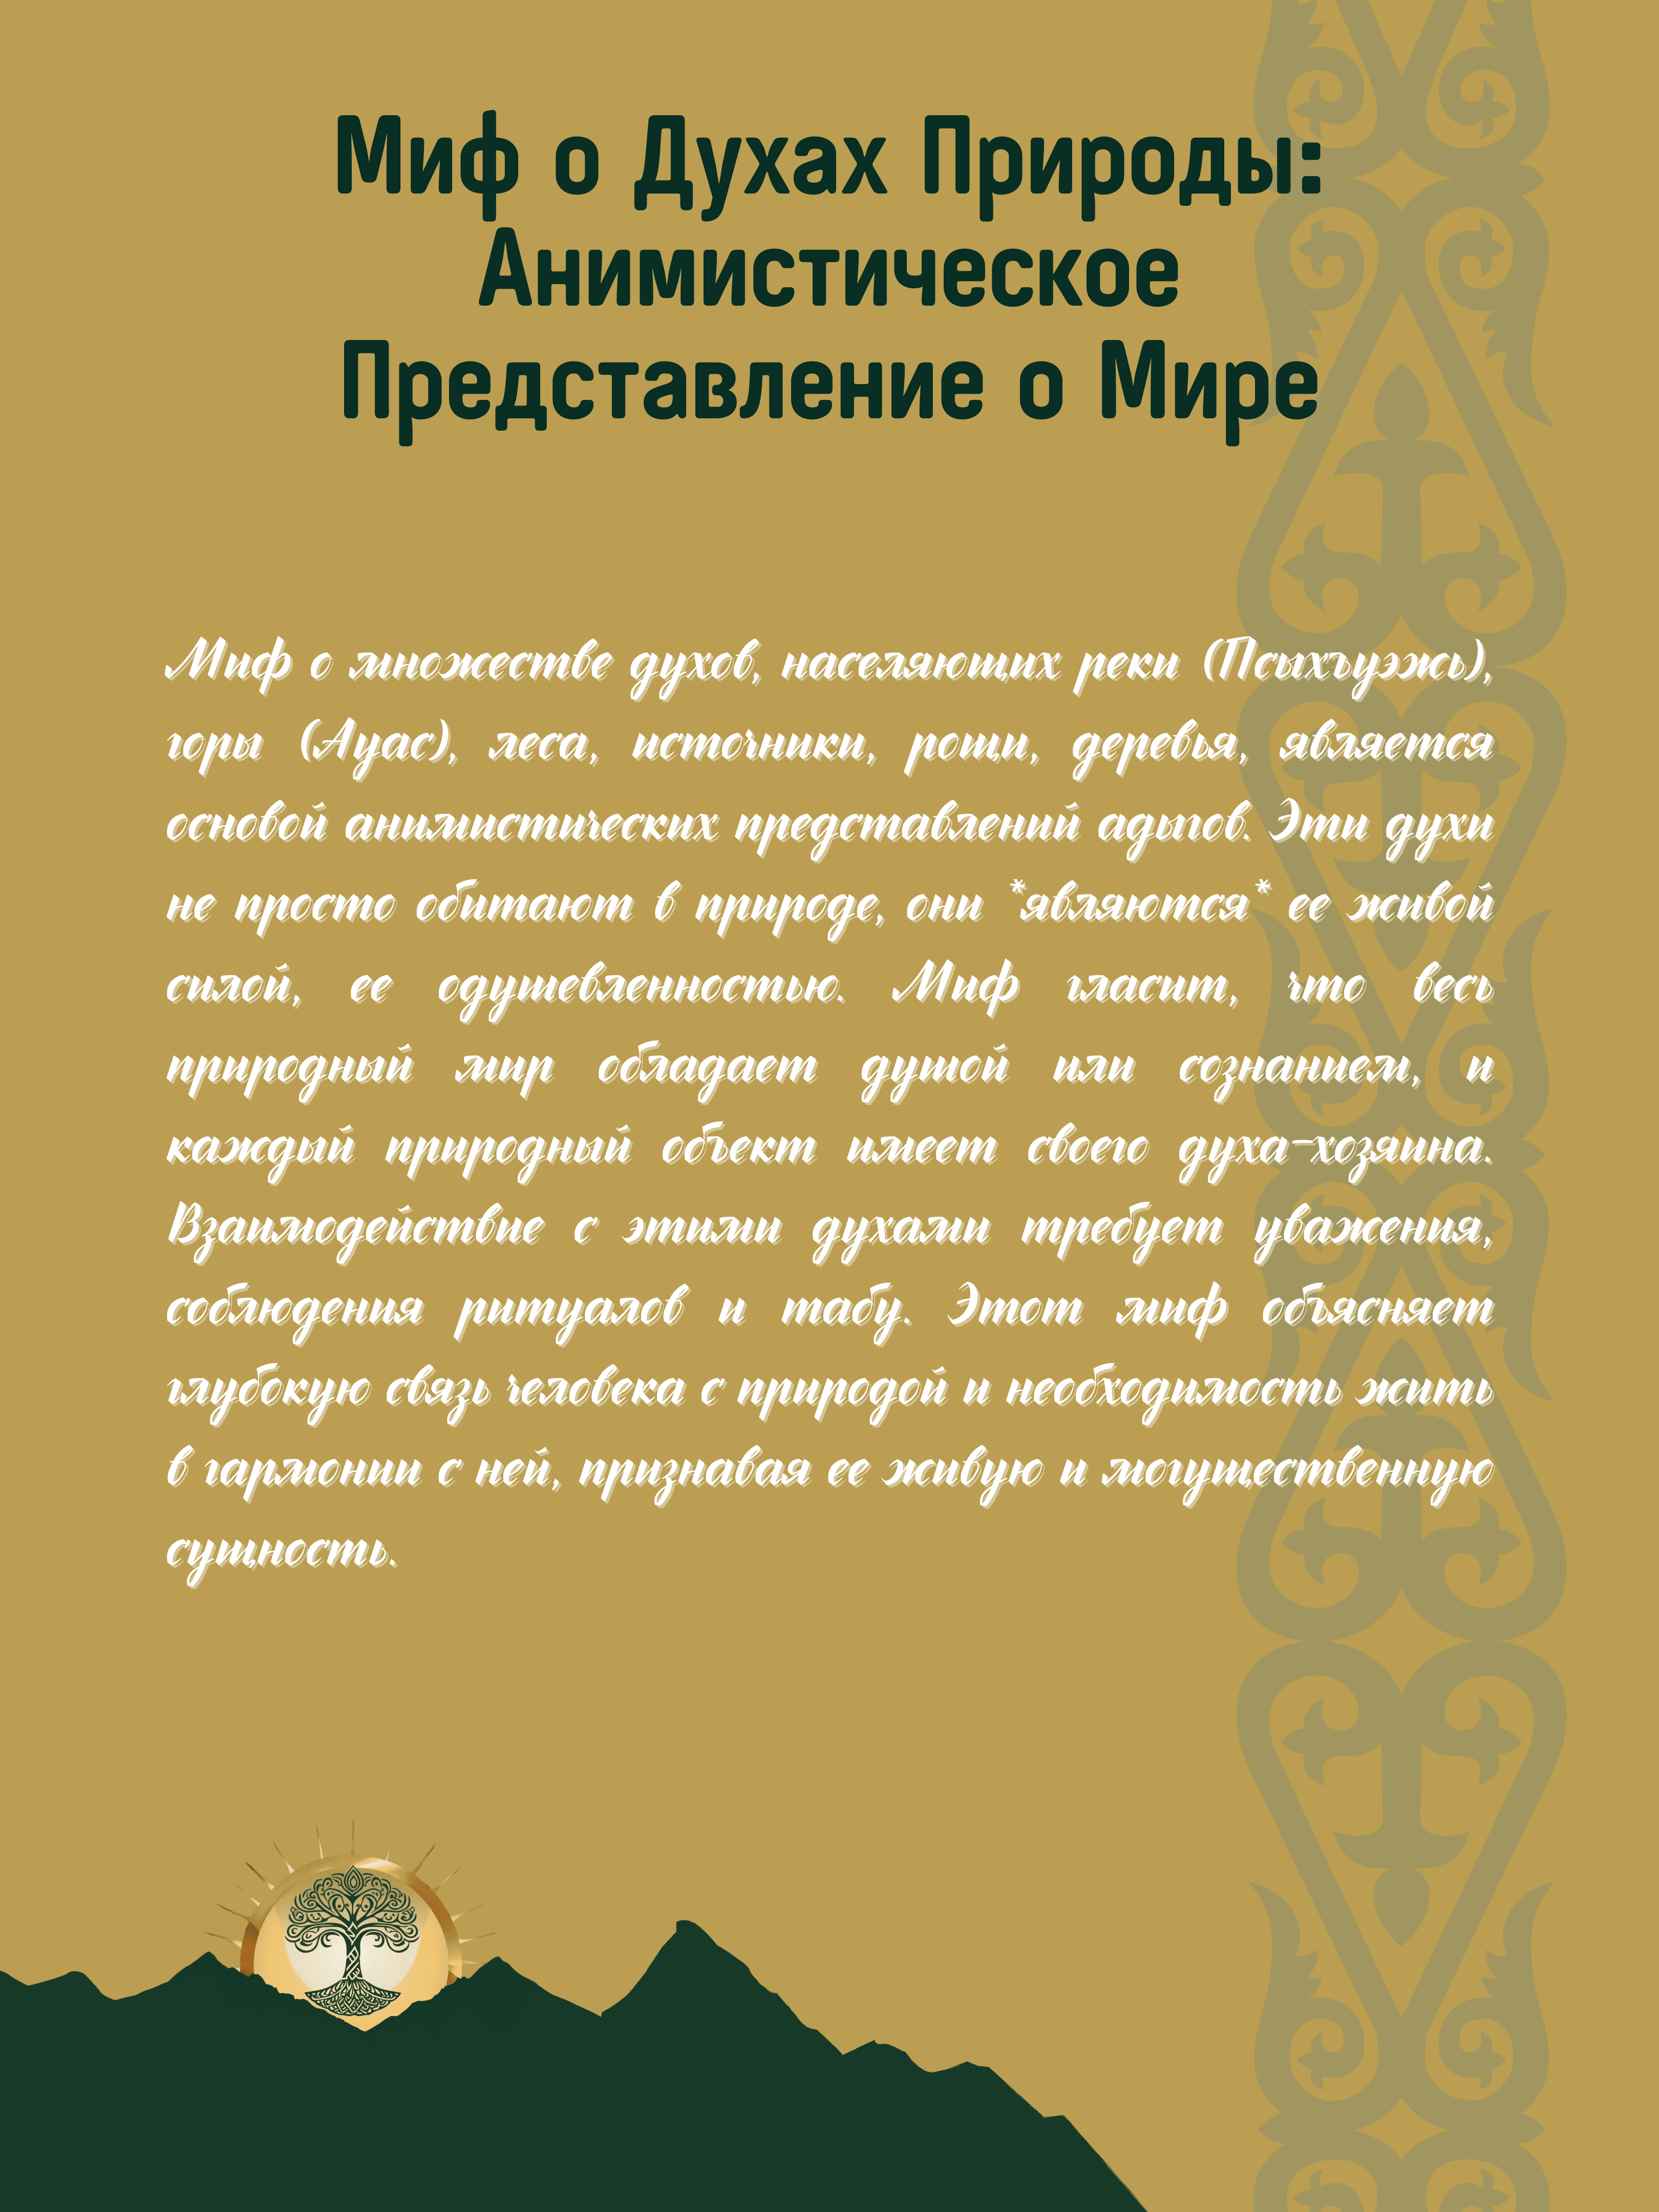 Миф о Духах Природы:
Анимистическое
Представление о Мире
Миф о множестве духов, населяющих реки (Псыхъуэжь),
горы (Ауас), леса, источники, рощи, деревья, является
основой анимистических представлений адыгов. Эти духи
не просто обитают в природе, они *являются* ее живой
силой, ее одушевленностью. Миф гласит, что весь
природный мир обладает душой или сознанием, и
каждый природный объект имеет своего духа-хозяина.
Взаимодействие с этими духами требует уважения,
соблюдения ритуалов и табу. Этот миф объясняет
глубокую связь человека с природой и необходимость жить
в гармонии с ней, признавая ее живую и могущественную
сущность.